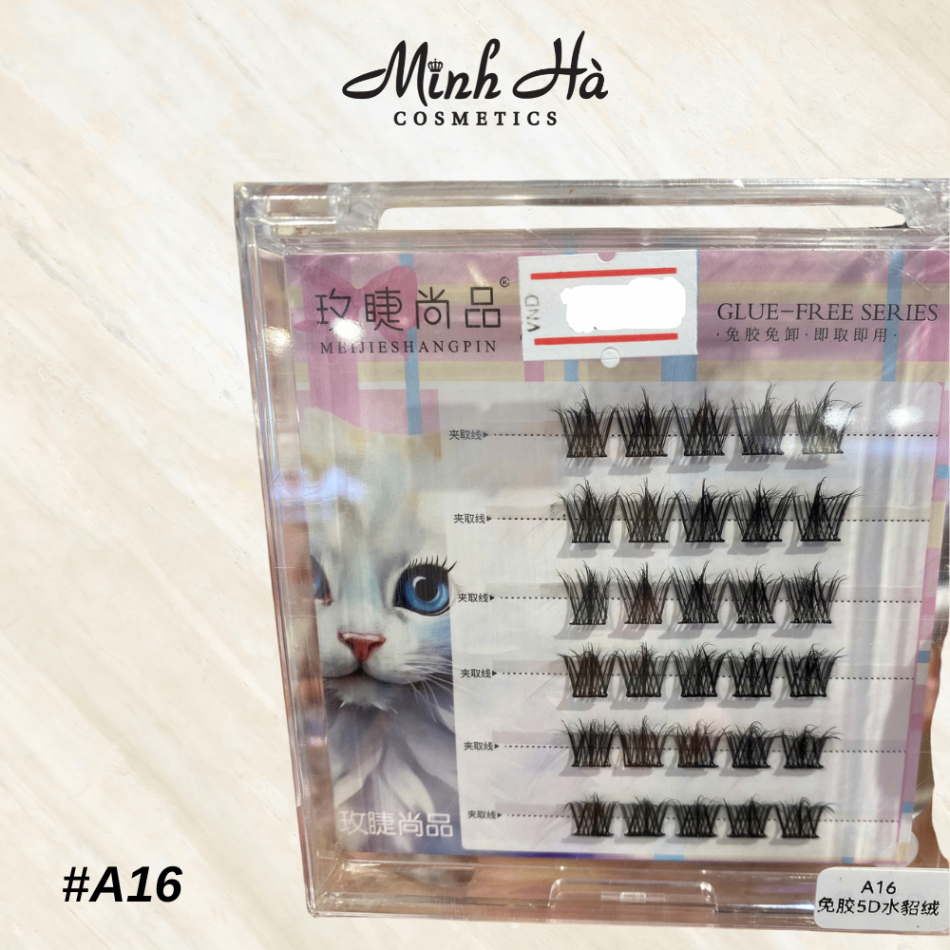 Minh Hà
COSMETICS
玫睫尚品®
MEIJIESHANGPIN
VND
GLUE-FREE SERIES
·免胶免卸·即取即用·
夹取线
夹取线
夹取线
夹取线
夹取线
夹取线
玫睫尚品
#A16
A16
免胶5D水貂绒